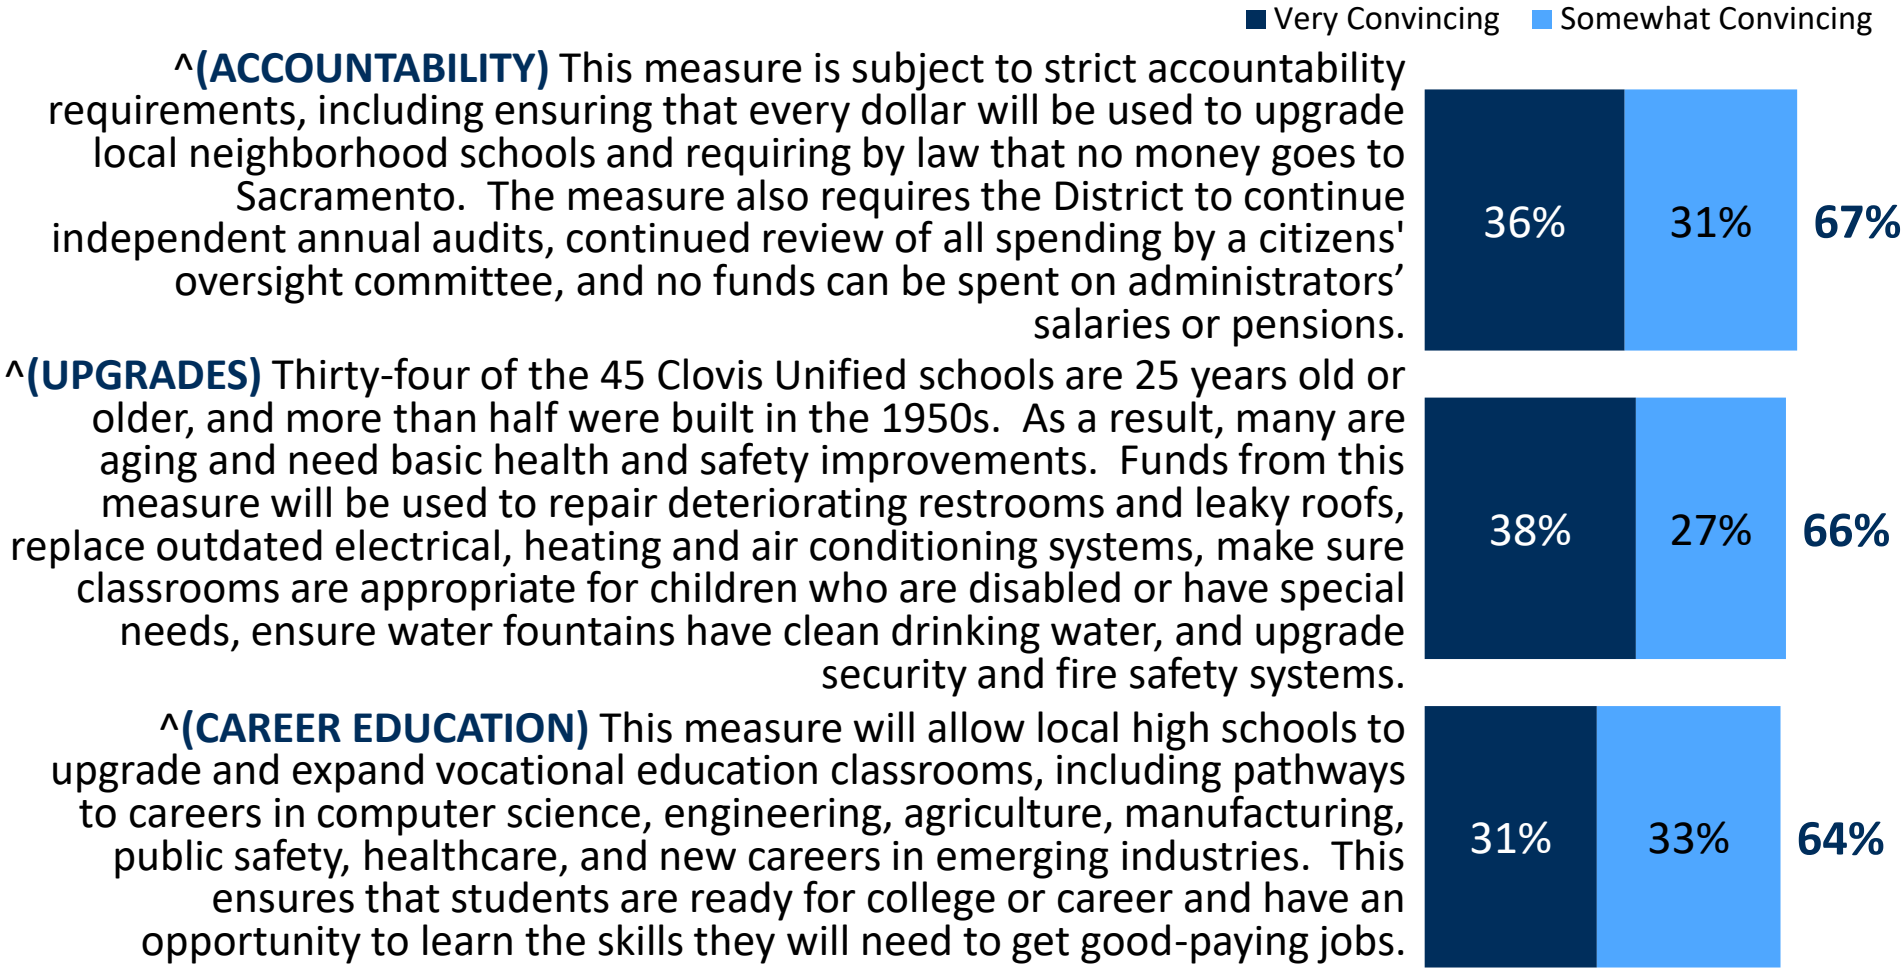 Very Convincing Somewhat Convincing
^(ACCOUNTABILITY) This measure is subject to strict accountability
requirements, including ensuring that every dollar will be used to upgrade
local neighborhood schools and requiring by law that no money goes to
Sacramento.  The measure also requires the District to continue
independent annual audits, continued review of all spending by a citizens'
oversight committee, and no funds can be spent on administrators’
salaries or pensions.
36% 31% 67%
^(UPGRADES) Thirty-four of the 45 Clovis Unified schools are 25 years old or
older, and more than half were built in the 1950s.  As a result, many are
aging and need basic health and safety improvements.  Funds from this
measure will be used to repair deteriorating restrooms and leaky roofs,
replace outdated electrical, heating and air conditioning systems, make sure
classrooms are appropriate for children who are disabled or have special
needs, ensure water fountains have clean drinking water, and upgrade
security and fire safety systems.
38% 27% 66%
^(CAREER EDUCATION) This measure will allow local high schools to
upgrade and expand vocational education classrooms, including pathways
to careers in computer science, engineering, agriculture, manufacturing,
public safety, healthcare, and new careers in emerging industries.  This
ensures that students are ready for college or career and have an
opportunity to learn the skills they will need to get good-paying jobs.
31% 33% 64%